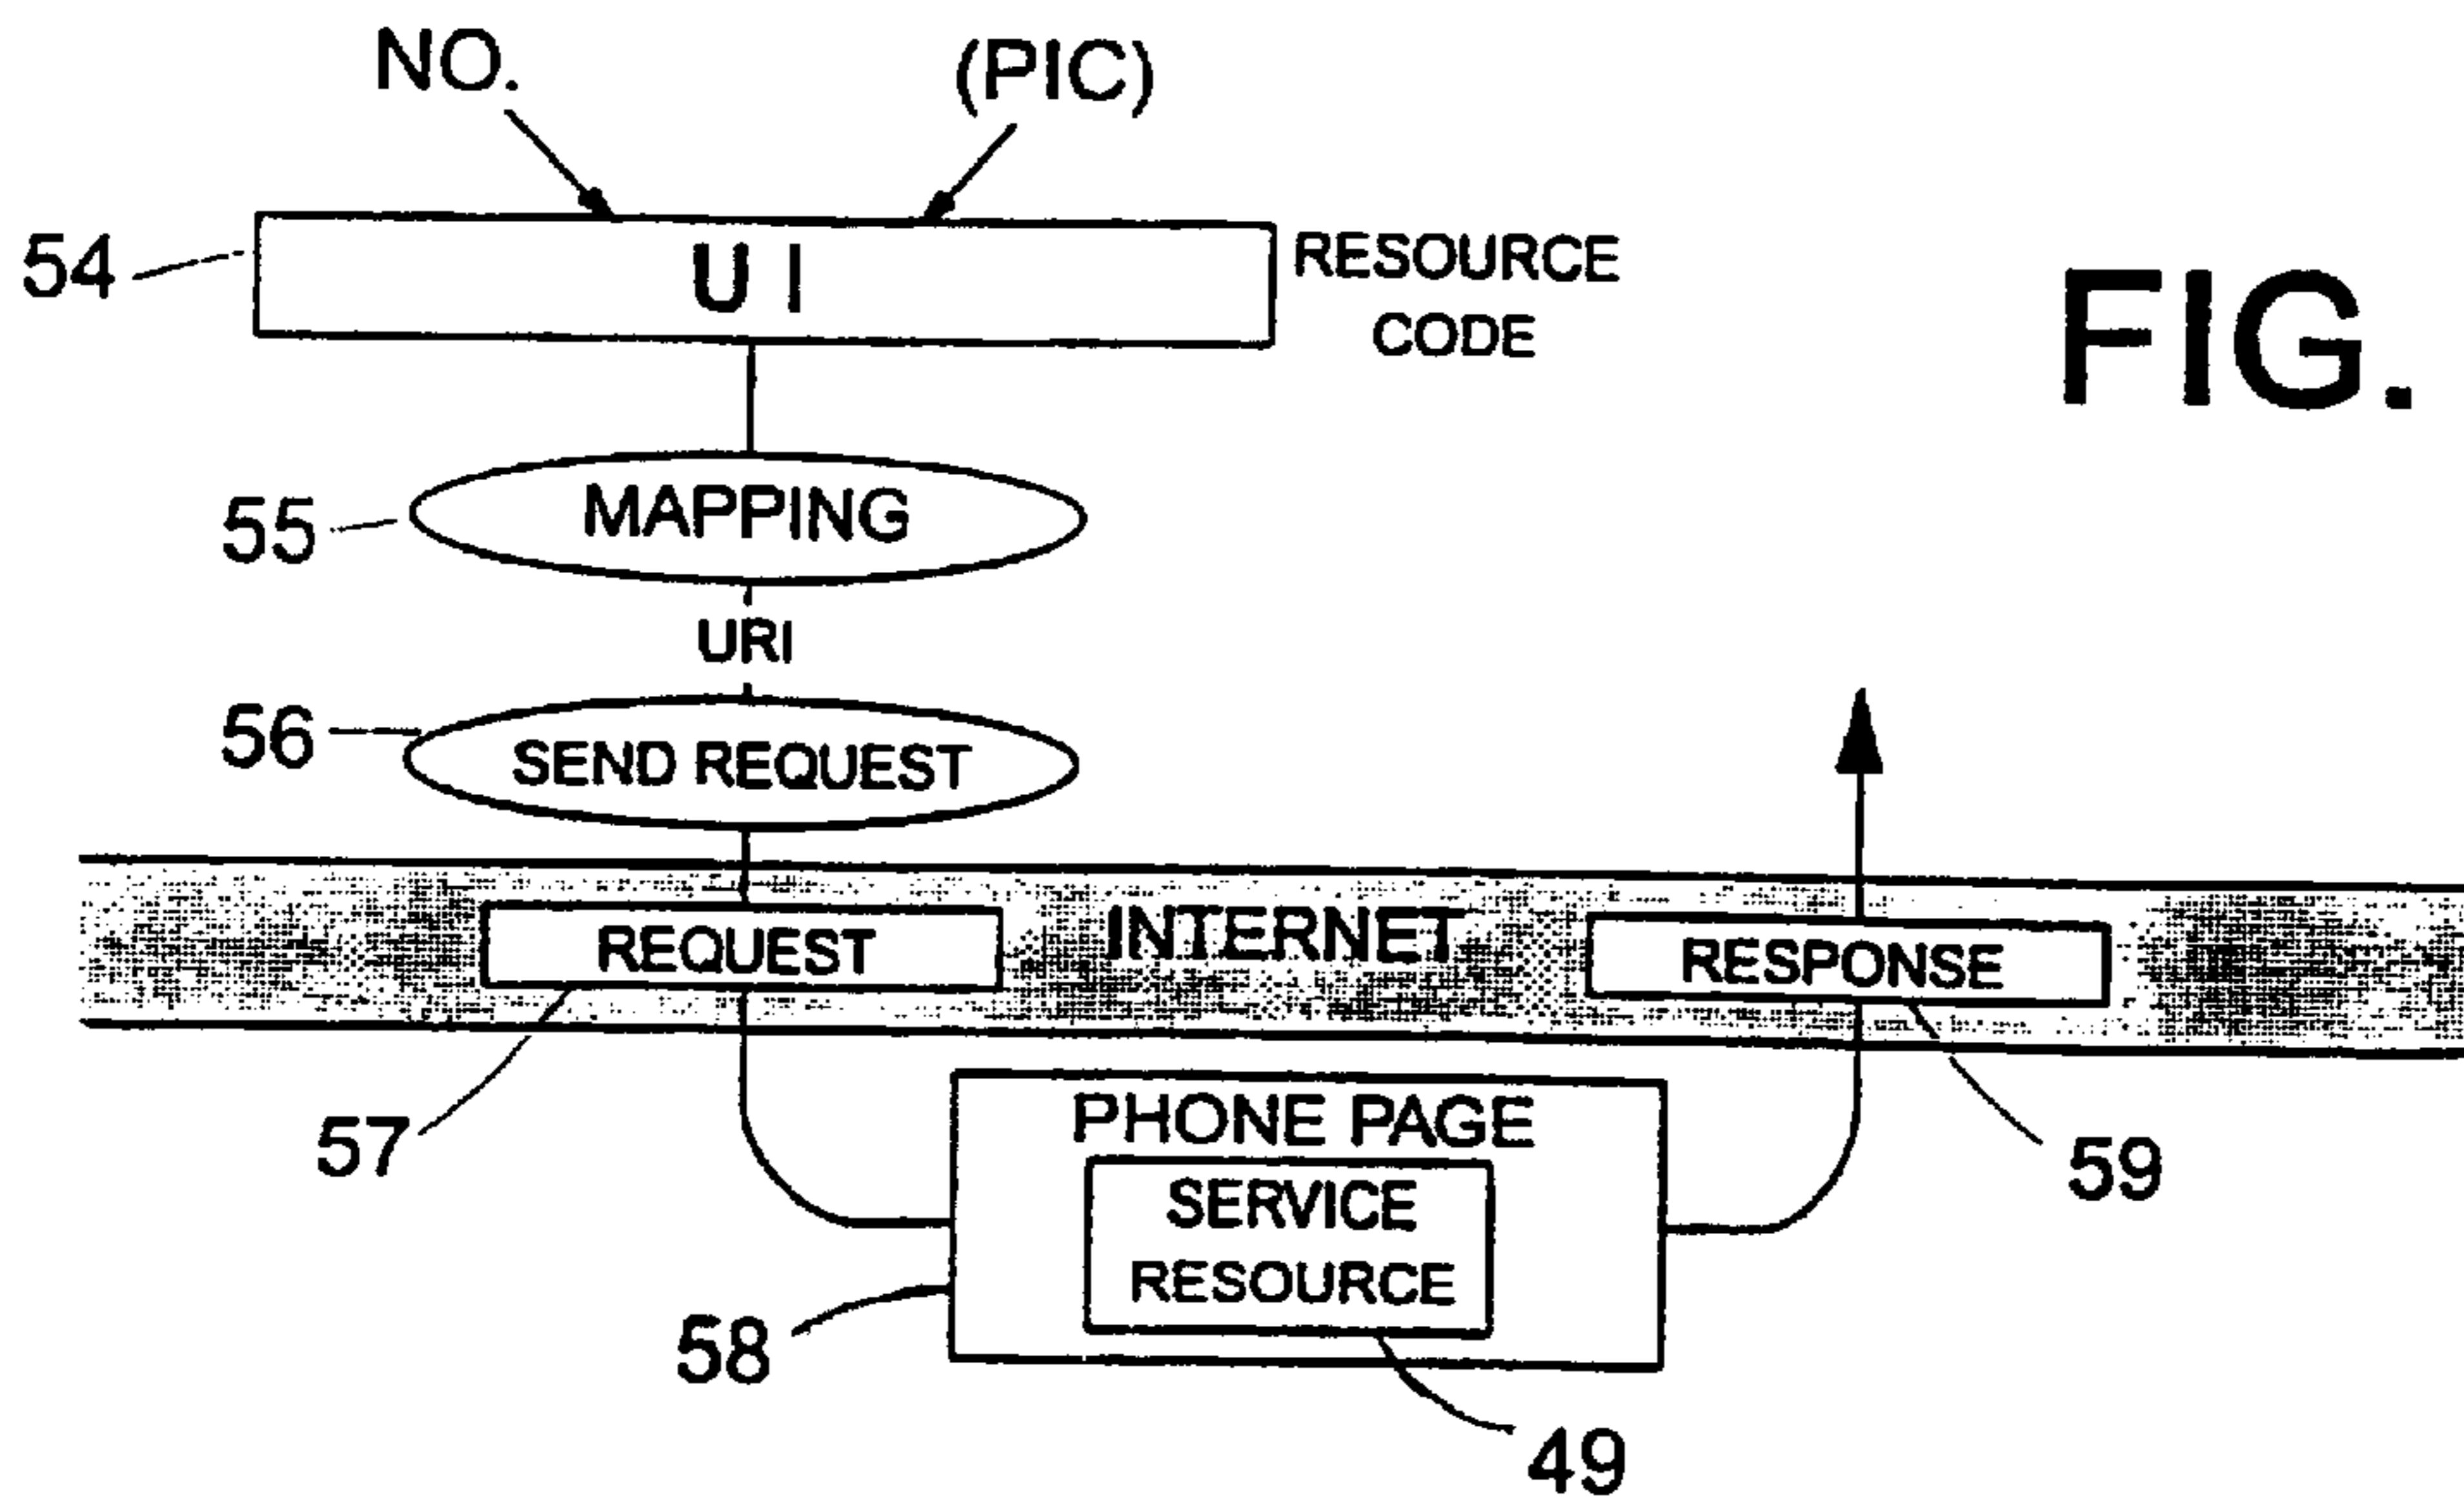 NO.
(PIC)
54
U I
RESOURCE
CODE
FIG.
55
MAPPING
URI
56
SEND REQUEST
REQUEST
INTERNET
RESPONSE
57
PHONE PAGE
59
SERVICE
RESOURCE
58
49